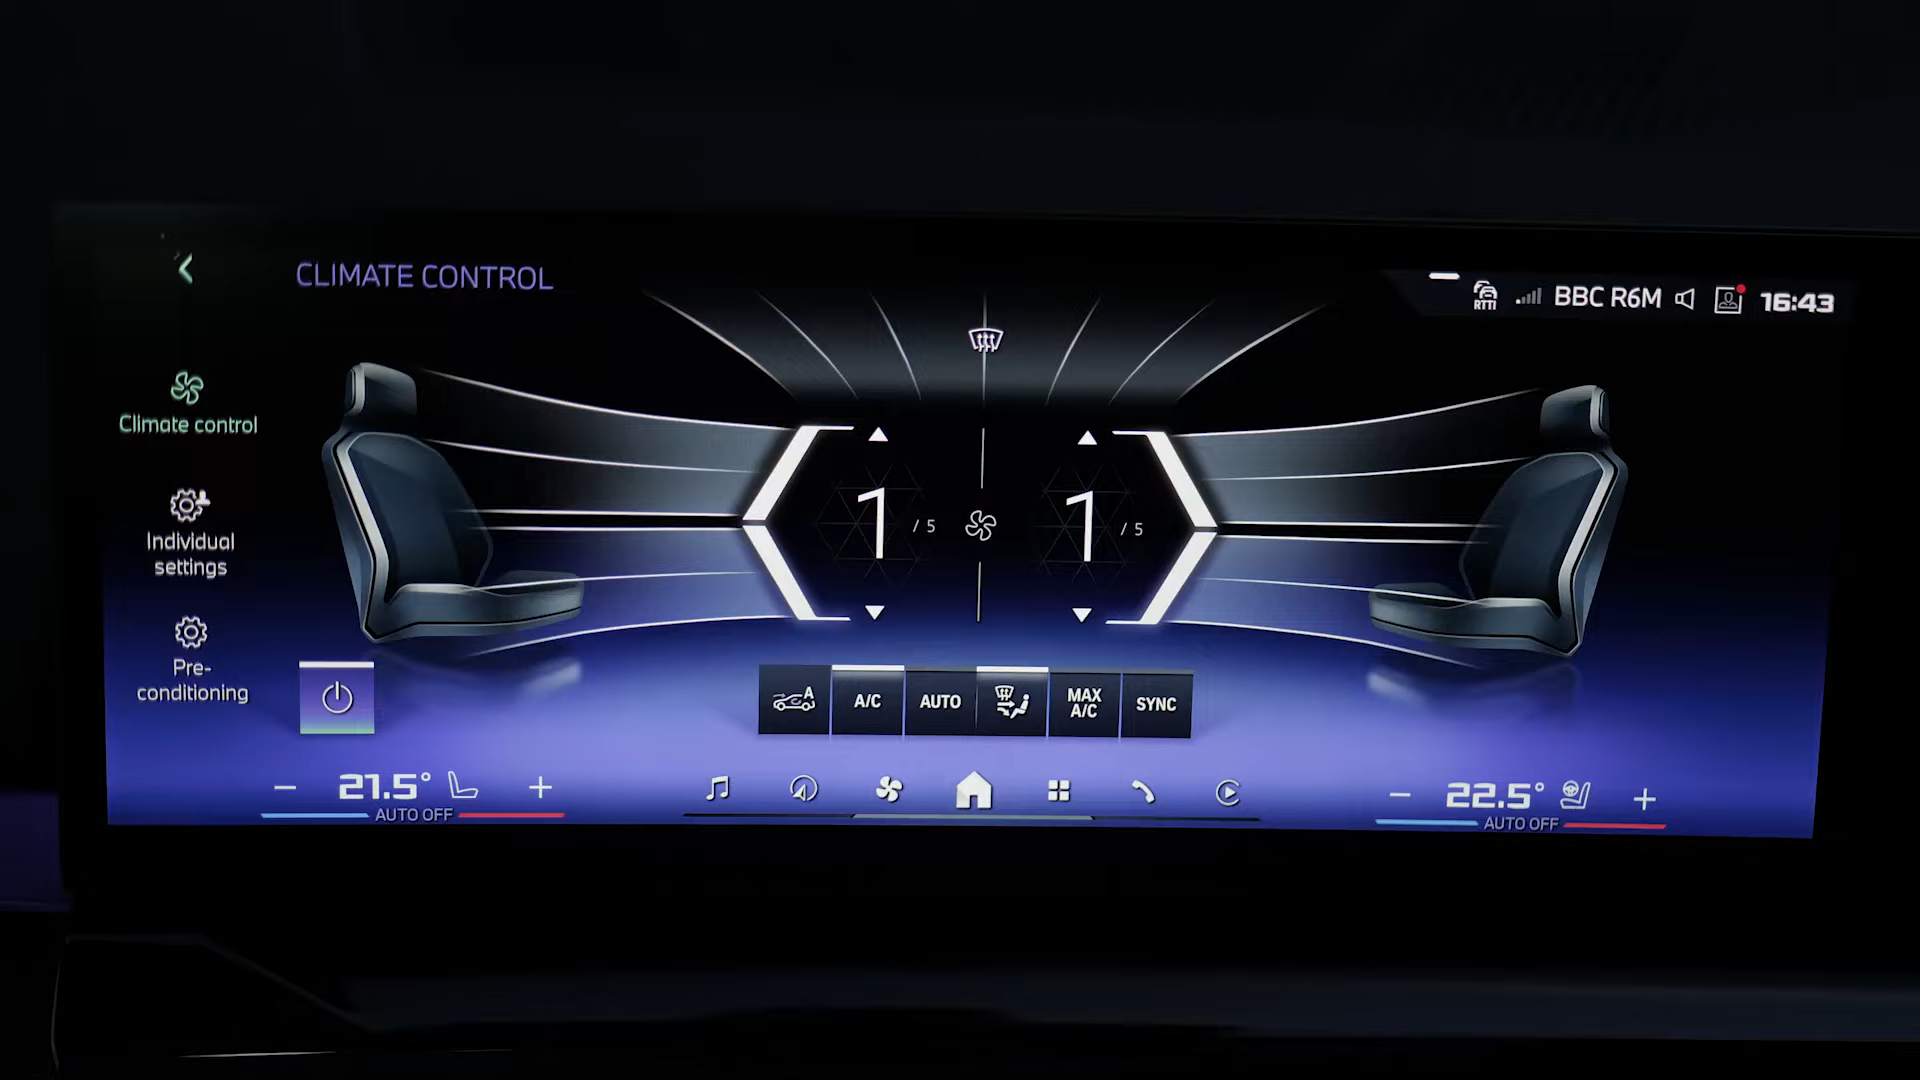 CLIMATE CONTROL
RTTI
BBC R6M
16:43
Climate control
Individual
settings
Pre-
conditioning
1 / 5
1 / 5
A
A/C
AUTO
MAX
A/C
SYNC
− 21.5° +
AUTO OFF
− 22.5° +
AUTO OFF